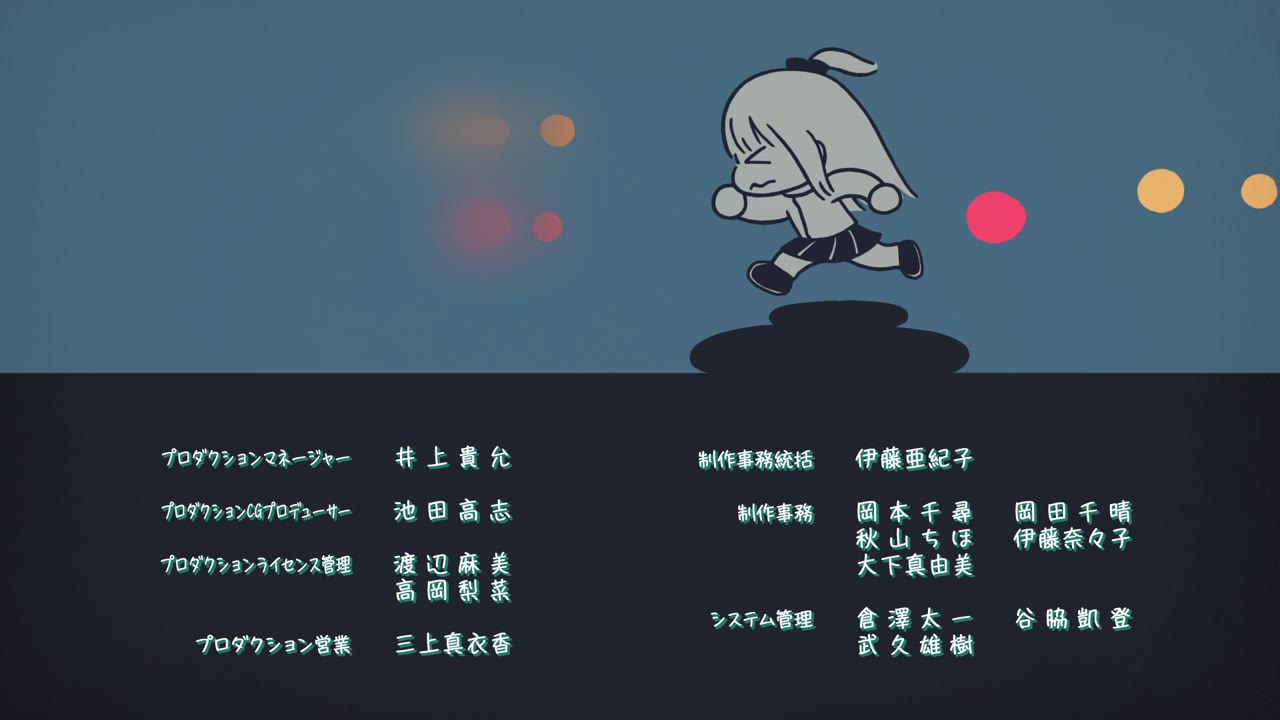 プロダクションマネージャー 井上貴允
プロダクションCGプロデューサー 池田高志
プロダクションライセンス管理 渡辺麻美
高岡梨菜
プロダクション営業 三上真衣香
制作事務統括 伊藤亜紀子
制作事務 岡本千尋 岡田千晴
秋山ちほ 伊藤奈々子
大下真由美
システム管理 倉澤太一 谷脇凱登
武久雄樹